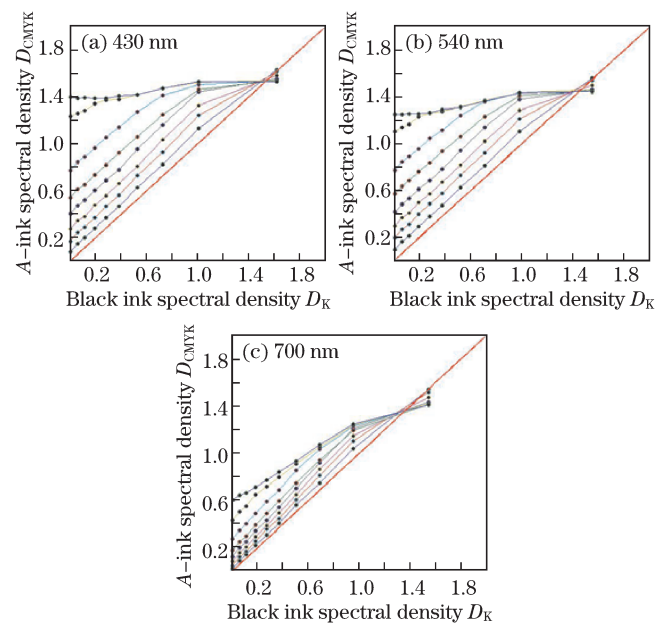 (a) 430 nm
A−ink spectral density D_CMYK
1.8
1.4
1.0
0.6
0.2
0.2 0.6 1.0 1.4 1.8
Black ink spectral density D_K
(b) 540 nm
A−ink spectral density D_CMYK
1.8
1.4
1.0
0.6
0.2
0.2 0.6 1.0 1.4 1.8
Black ink spectral density D_K
(c) 700 nm
A−ink spectral density D_CMYK
1.8
1.4
1.0
0.6
0.2
0.2 0.6 1.0 1.4 1.8
Black ink spectral density D_K